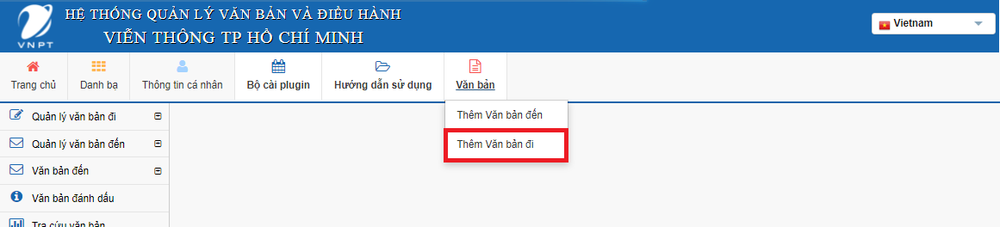 HỆ THỐNG QUẢN LÝ VĂN BẢN VÀ ĐIỀU HÀNH
VIỄN THÔNG TP HỒ CHÍ MINH
VNPT
Vietnam
Trang chủ
Danh bạ
Thông tin cá nhân
Bộ cài plugin
Hướng dẫn sử dụng
Văn bản
Thêm Văn bản đến
Thêm Văn bản đi
Quản lý văn bản đi
Quản lý văn bản đến
Văn bản đến
Văn bản đánh dấu
Tra cứu văn bản